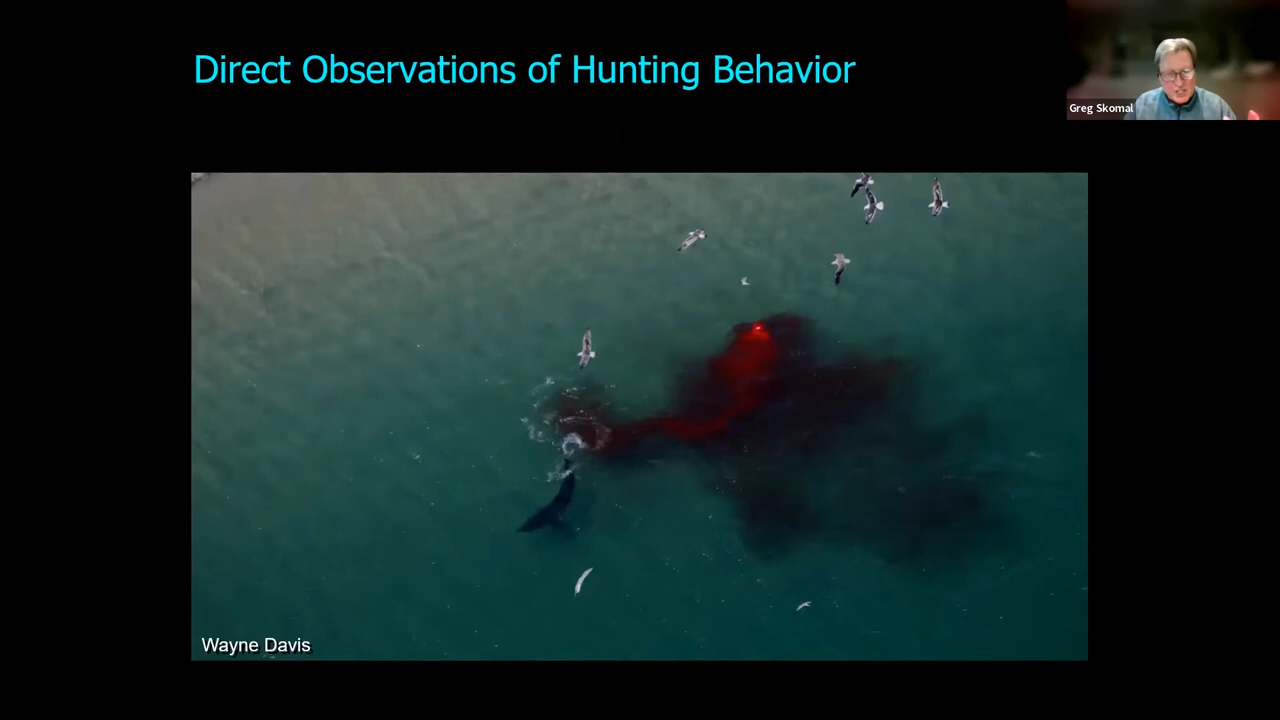 Direct Observations of Hunting Behavior
Greg Skomal
Wayne Davis